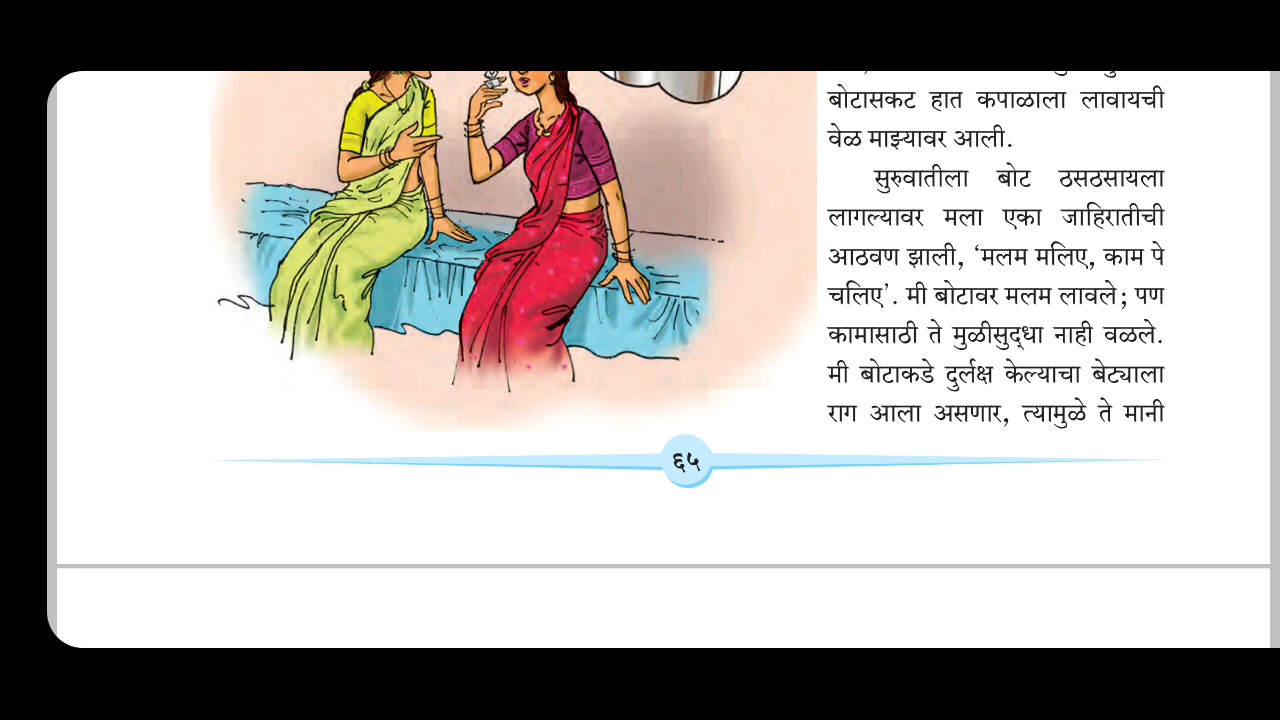 बोटासकट हात कपाळाला लावायची
वेळ माझ्यावर आली.
सुरुवातीला बोट ठसठसायला
लागल्यावर मला एका जाहिरातीची
आठवण झाली, ‘मलम मलिए, काम पे
चलिए’. मी बोटावर मलम लावले; पण
कामासाठी ते मुळीसुद्धा नाही वळले.
मी बोटाकडे दुर्लक्ष केल्याचा बेट्याला
राग आला असणार, त्यामुळे ते मानी
६५